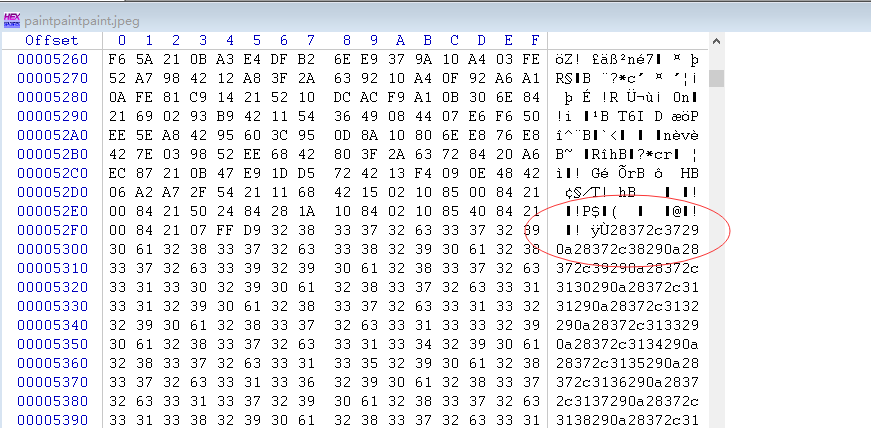 paintpaintpaint.jpeg
Offset 0 1 2 3 4 5 6 7 8 9 A B C D E F
00005260 F6 5A 21 0B A3 E4 DF B2 6E E9 37 9A 10 A4 03 FE
00005270 52 A7 98 42 12 A8 3F 2A 63 92 10 A4 0F 92 A6 A1
00005280 0A FE 81 C9 14 21 52 10 DC AC F9 A1 0B 30 6E 84
00005290 21 69 02 93 B9 42 11 54 36 49 08 44 07 E6 F6 50
000052A0 EE 5E A8 42 95 60 3C 95 0D 8A 10 80 6E E8 76 E8
000052B0 42 7E 03 98 52 EE 68 42 80 3F 2A 63 72 84 20 A6
000052C0 EC 87 21 0B 47 E9 1D D5 72 42 13 F4 09 0E 48 42
000052D0 06 A2 A7 2F 54 21 11 68 42 15 02 10 85 00 84 21
000052E0 00 84 21 50 24 84 28 1A 10 84 02 10 85 40 84 21
000052F0 00 84 21 07 FF D9 32 38 33 37 32 63 33 37 32 39 ÿÙ28372c3729
00005300 30 61 32 38 33 37 32 63 33 38 32 39 30 61 32 38 0a28372c38290a28
00005310 33 37 32 63 33 39 32 39 30 61 32 38 33 37 32 63 372c39290a28372c
00005320 33 31 33 30 32 39 30 61 32 38 33 37 32 63 33 31 3130290a28372c31
00005330 33 31 32 39 30 61 32 38 33 37 32 63 33 31 33 32 31290a28372c3132
00005340 32 39 30 61 32 38 33 37 32 63 33 31 33 33 32 39 290a28372c313329
00005350 30 61 32 38 33 37 32 63 33 31 33 34 32 39 30 61 0a28372c3134290a
00005360 32 38 33 37 32 63 33 31 33 35 32 39 30 61 32 38 28372c3135290a28
00005370 33 37 32 63 33 31 33 36 32 39 30 61 32 38 33 37 372c3136290a2837
00005380 32 63 33 31 33 37 32 39 30 61 32 38 33 37 32 63 2c3137290a28372c
00005390 33 31 33 38 32 39 30 61 32 38 33 37 32 63 33 31 3138290a28372c31